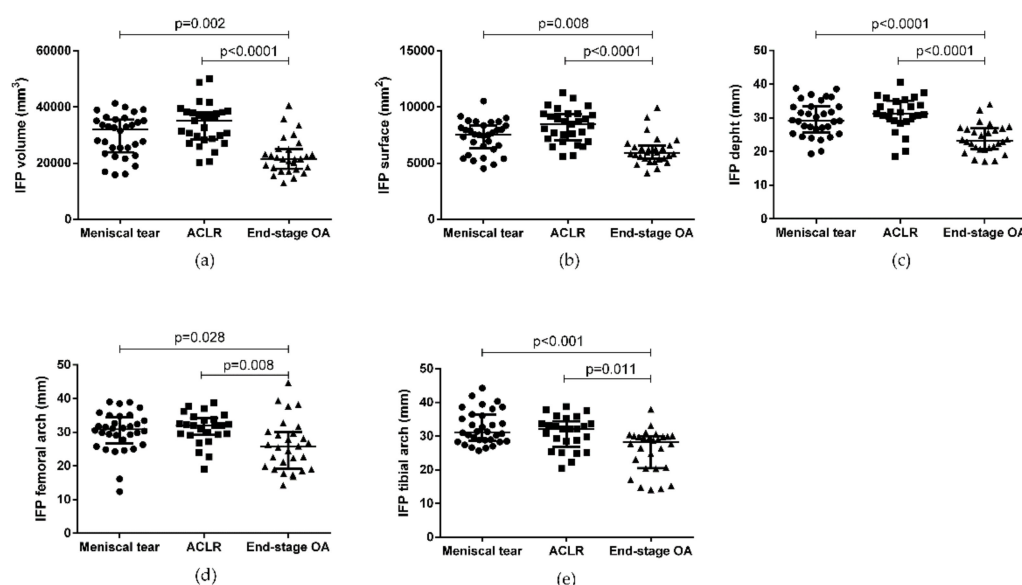 p=0.002
p<0.0001
60000
40000
20000
0
IFP volume (mm³)
Meniscal tear ACLR End-stage OA
(a)
p=0.008
p<0.0001
15000
10000
5000
0
IFP surface (mm²)
Meniscal tear ACLR End-stage OA
(b)
p<0.0001
p<0.0001
50
40
30
20
10
0
IFP depht (mm)
Meniscal tear ACLR End-stage OA
(c)
p=0.028
p=0.008
50
40
30
20
10
0
IFP femoral arch (mm)
Meniscal tear ACLR End-stage OA
(d)
p<0.001
p=0.011
50
40
30
20
10
0
IFP tibial arch (mm)
Meniscal tear ACLR End-stage OA
(e)